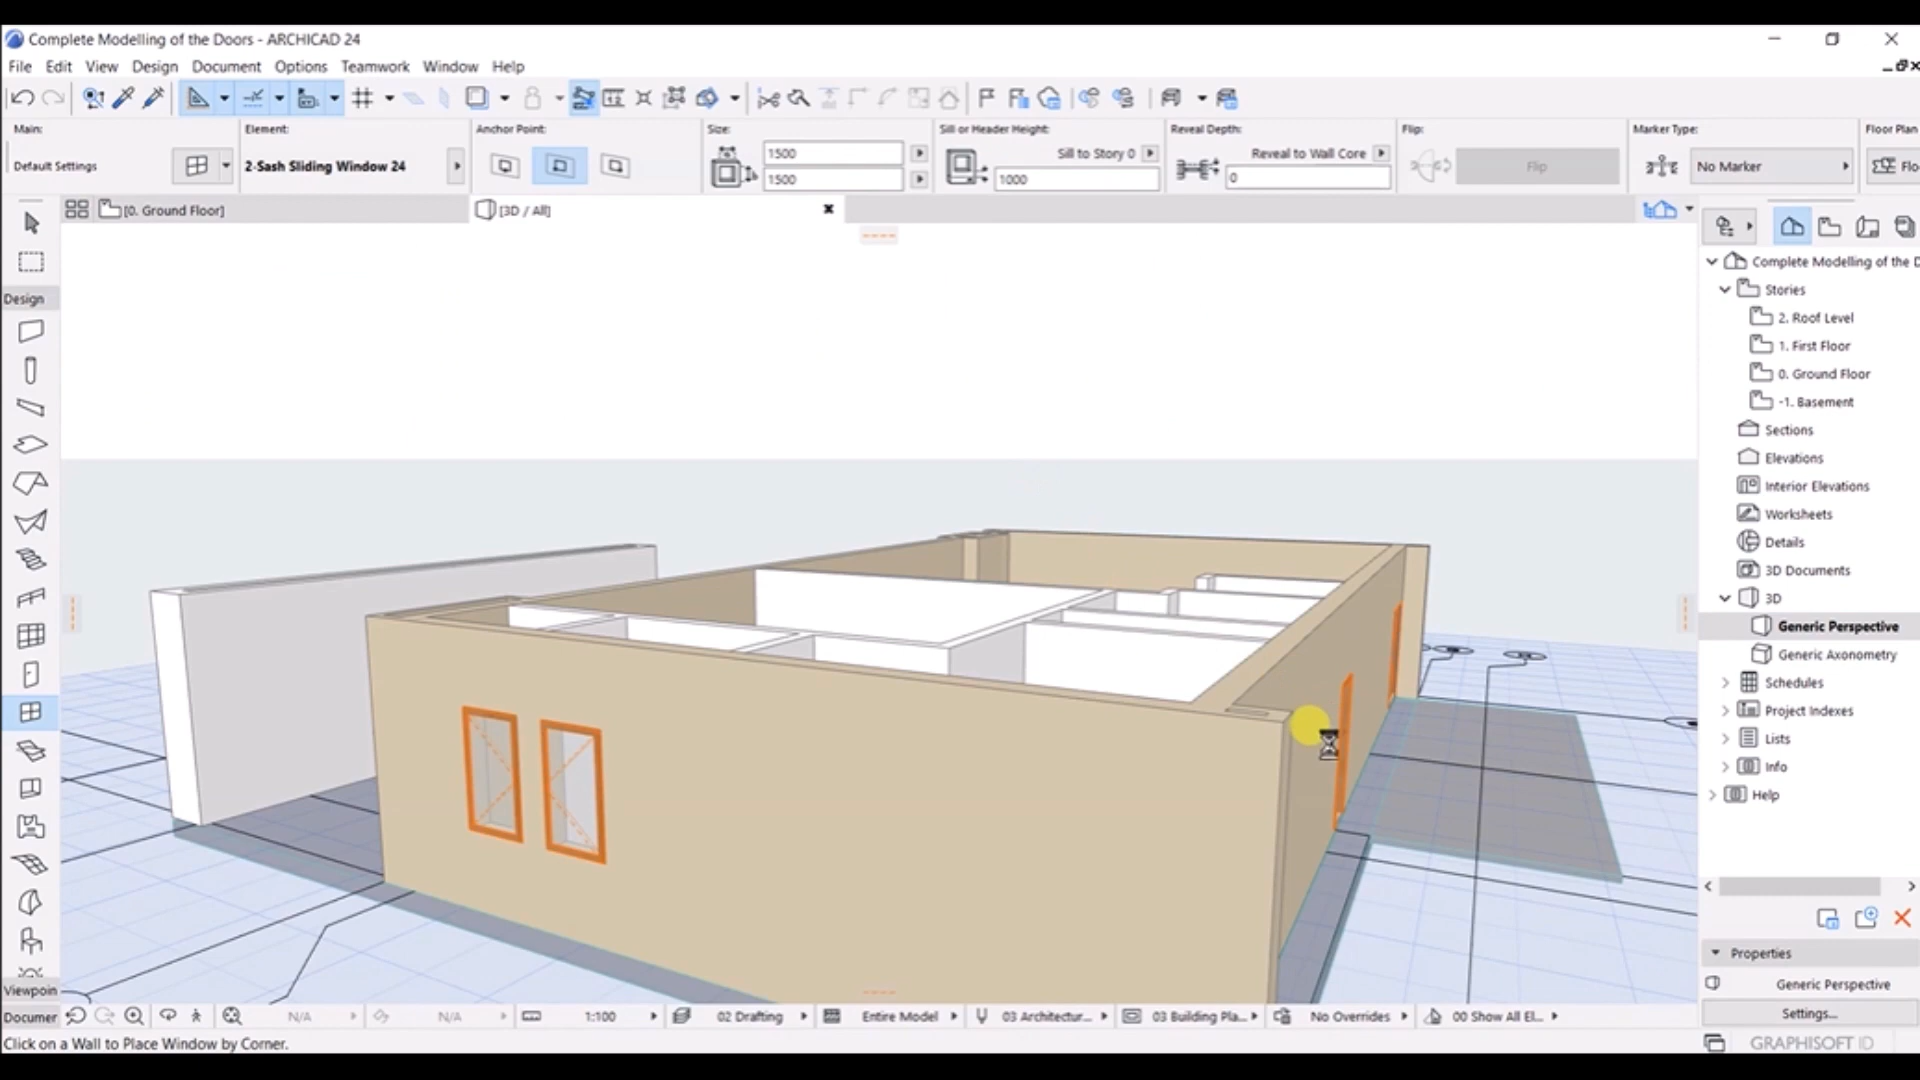 Complete Modelling of the Doors - ARCHICAD 24
File Edit View Design Document Options Teamwork Window Help
Main:
Default Settings
Element:
2-Sash Sliding Window 24
Anchor Point:
Size:
1500
1500
Sill or Header Height:
Sill to Story 0
1000
Reveal Depth:
Reveal to Wall Core
0
Flip:
Flip
Marker Type:
No Marker
Floor Plan
Flo
[0. Ground Floor]
[3D / All]
Design
Complete Modelling of the D
Stories
2. Roof Level
1. First Floor
0. Ground Floor
-1. Basement
Sections
Elevations
Interior Elevations
Worksheets
Details
3D Documents
3D
Generic Perspective
Generic Axonometry
Schedules
Project Indexes
Lists
Info
Help
Properties
Generic Perspective
Settings...
Viewpoin
Documer
N/A
N/A
1:100
02 Drafting
Entire Model
03 Architectur...
03 Building Pla...
No Overrides
00 Show All El...
Click on a Wall to Place Window by Corner.
GRAPHISOFT ID